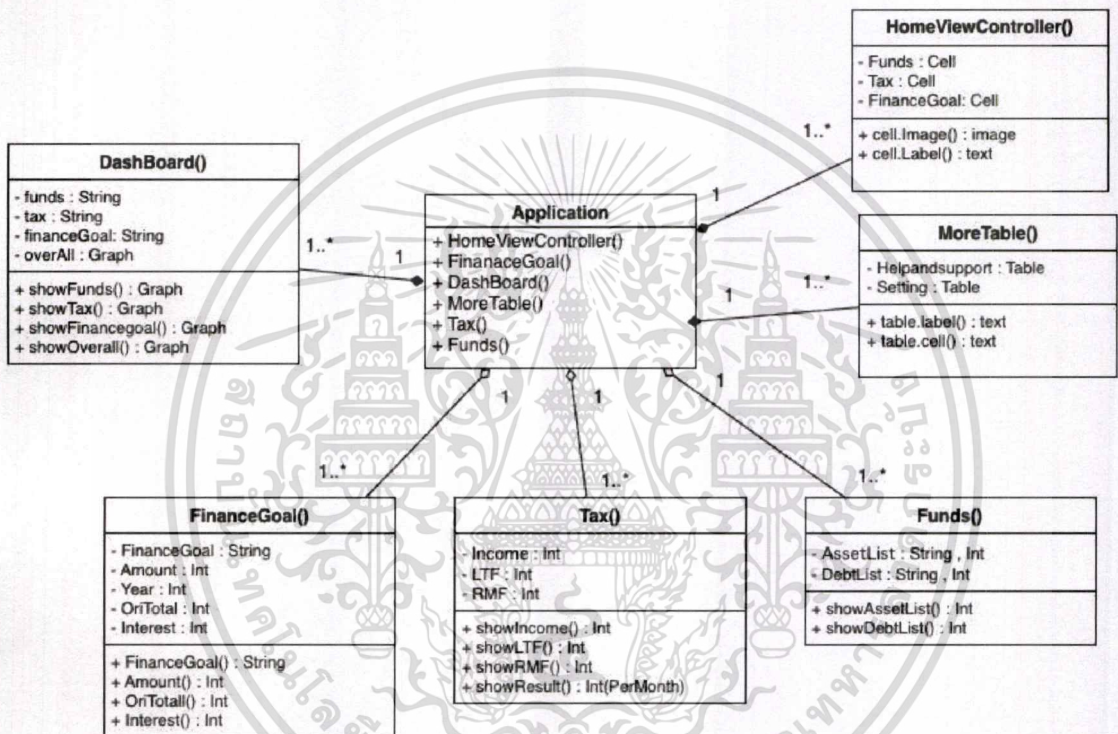 HomeViewController()
- Funds : Cell
- Tax : Cell
- FinanceGoal: Cell
+ cell.Image() : image
+ cell.Label() : text
1..*
1
DashBoard()
- funds : String
- tax : String
- financeGoal: String
- overAll : Graph
+ showFunds() : Graph
+ showTax() : Graph
+ showFinancegoal() : Graph
+ showOverall() : Graph
1..*
1
Application
+ HomeViewController()
+ FinanaceGoal()
+ DashBoard()
+ MoreTable()
+ Tax()
+ Funds()
MoreTable()
- Helpandsupport : Table
- Setting : Table
+ table.label() : text
+ table.cell() : text
1..*
1
1
1
1
1..*
1..*
1..*
FinanceGoal()
- FinanceGoal : String
- Amount : Int
- Year : Int
- OriTotal : Int
- Interest : Int
+ FinanceGoal() : String
+ Amount() : Int
+ OriTotall() : Int
+ Interest() : Int
Tax()
- Income : Int
- LTF : Int
- RMF : Int
+ showIncome() : Int
+ showLTF() : Int
+ showRMF() : Int
+ showResult() : Int(PerMonth)
Funds()
- AssetList : String , Int
- DebtList : String , Int
+ showAssetList() : Int
+ showDebtList() : Int